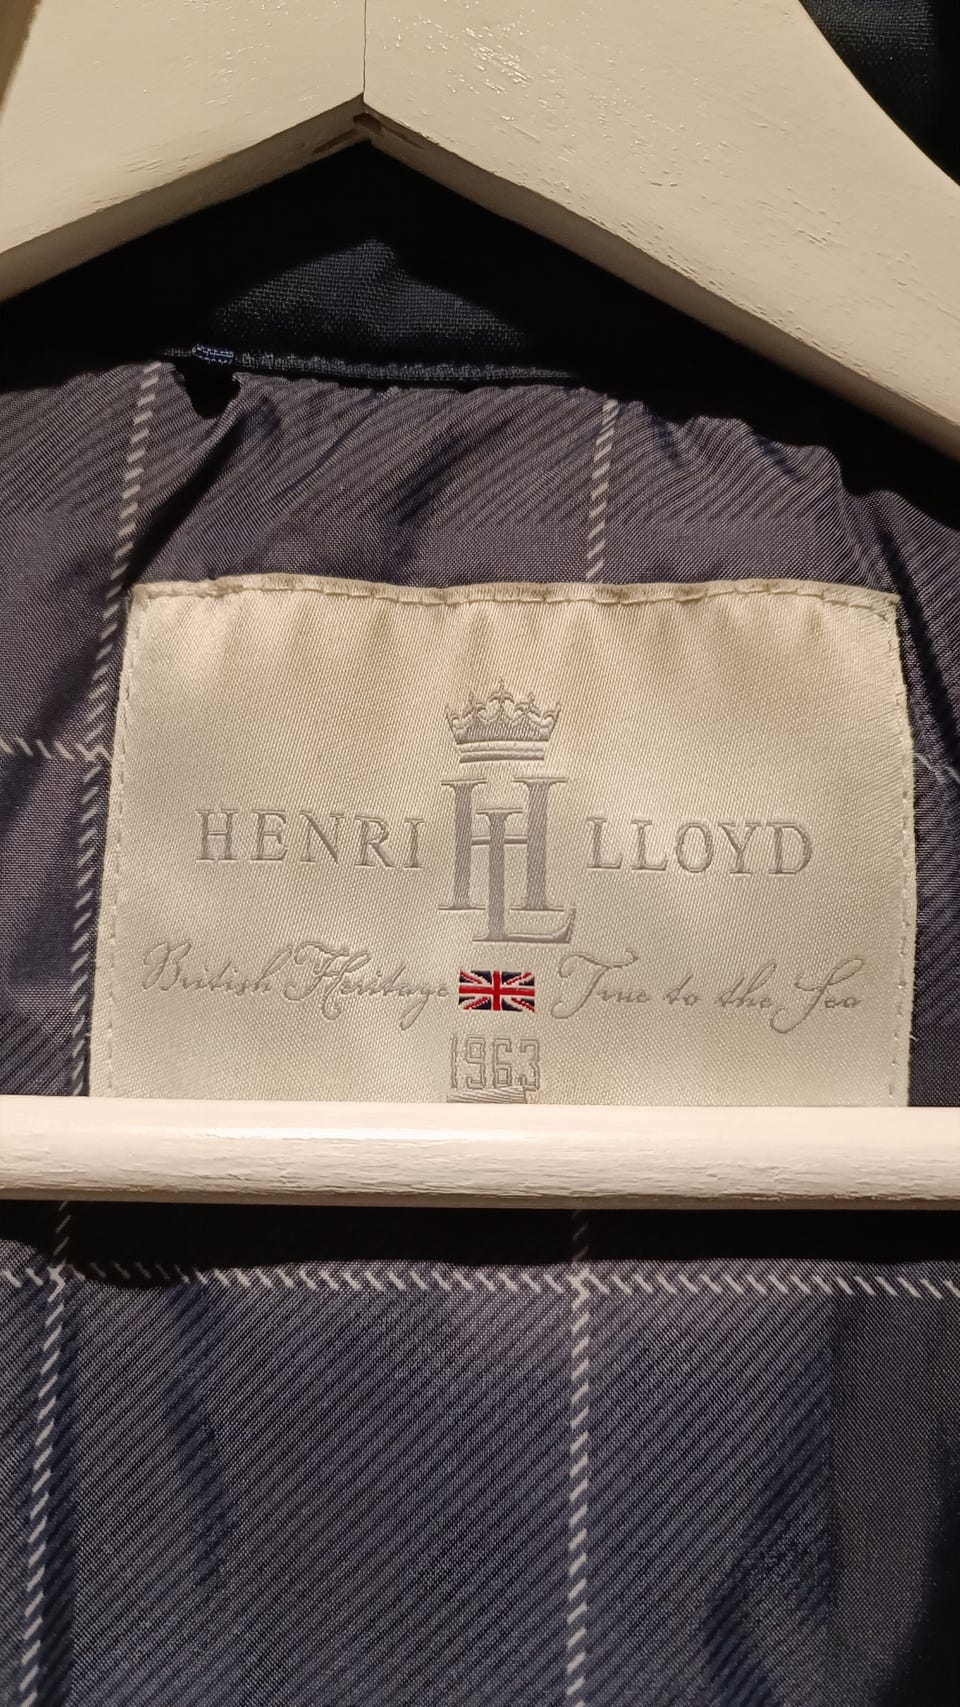 HENRI HL LLOYD
British Heritage True to the Sea
1963